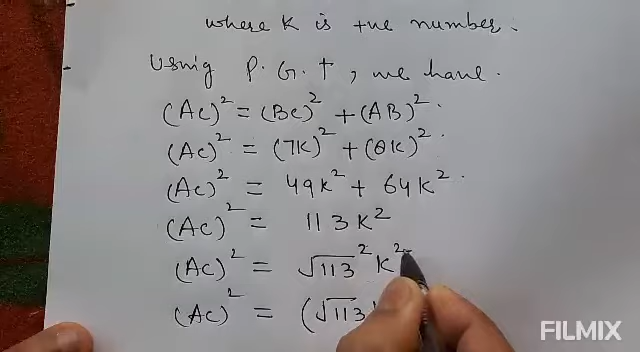 where K is +ve number.
Using P. G. T, we have.
(AC)² = (BC)² + (AB)².
(AC)² = (7K)² + (8K)².
(AC)² = 49K² + 64K².
(AC)² = 113K²
(AC)² = √113² K²
(AC)² = (√113
FILMIX